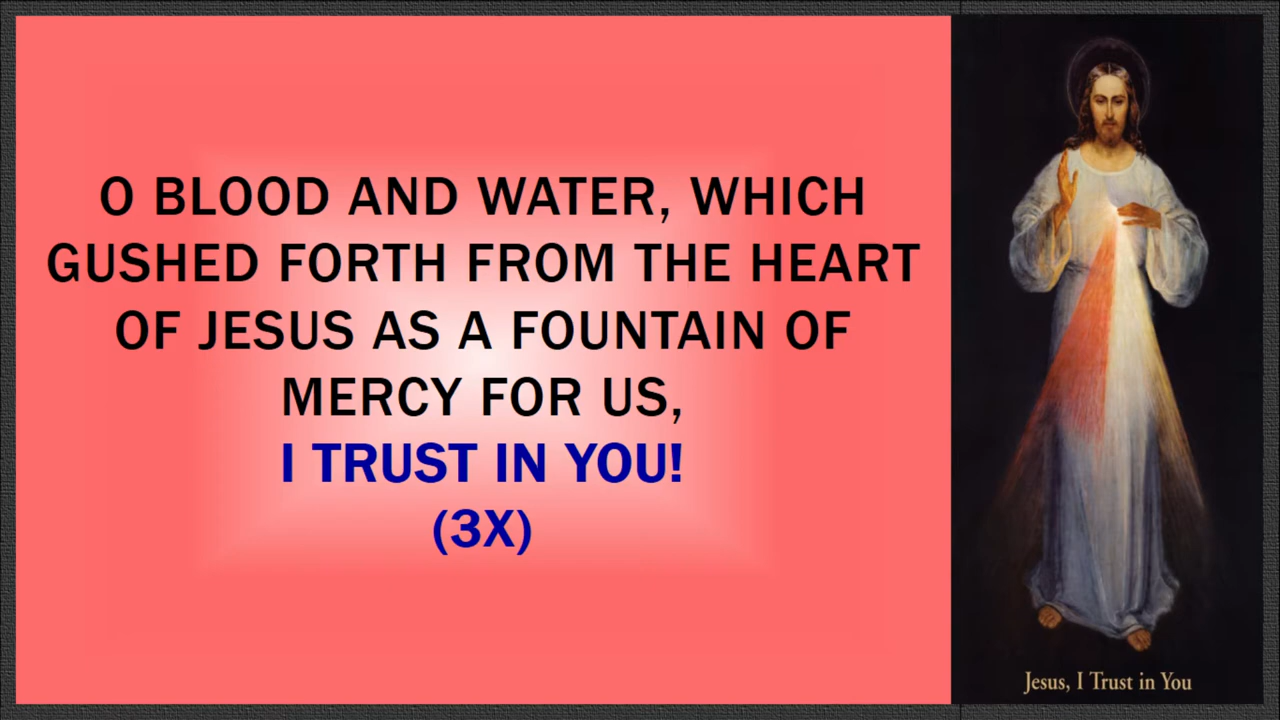 O BLOOD AND WATER, WHICH
GUSHED FORTH FROM THE HEART
OF JESUS AS A FOUNTAIN OF
MERCY FOR US,
I TRUST IN YOU!
(3X)
Jesus, I Trust in You